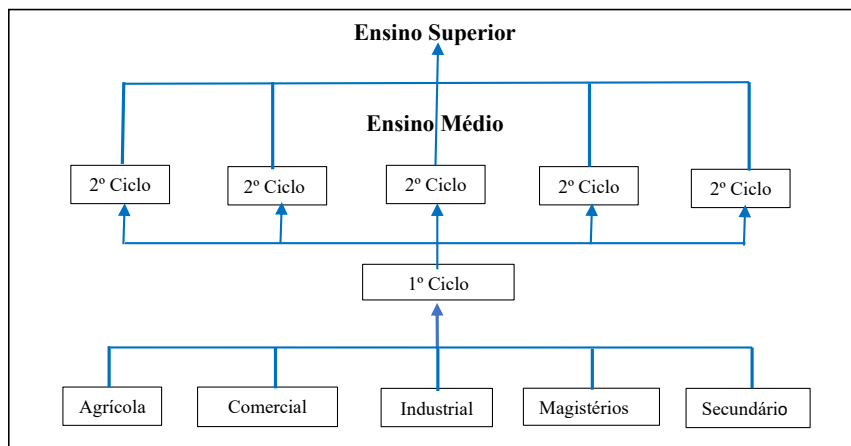 Ensino Superior
Ensino Médio
2º Ciclo
2º Ciclo
2º Ciclo
2º Ciclo
2º Ciclo
1º Ciclo
Agrícola
Comercial
Industrial
Magistérios
Secundário